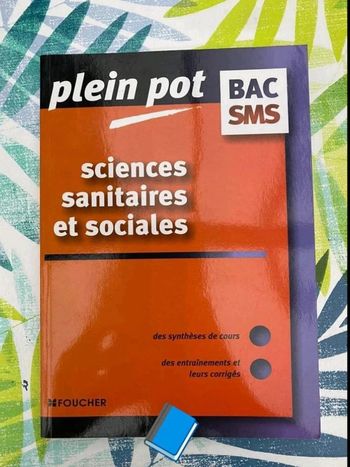 plein pot
BAC
SMS
sciences
sanitaires
et sociales
des synthèses de cours
des entraînements et
leurs corrigés
FOUCHER